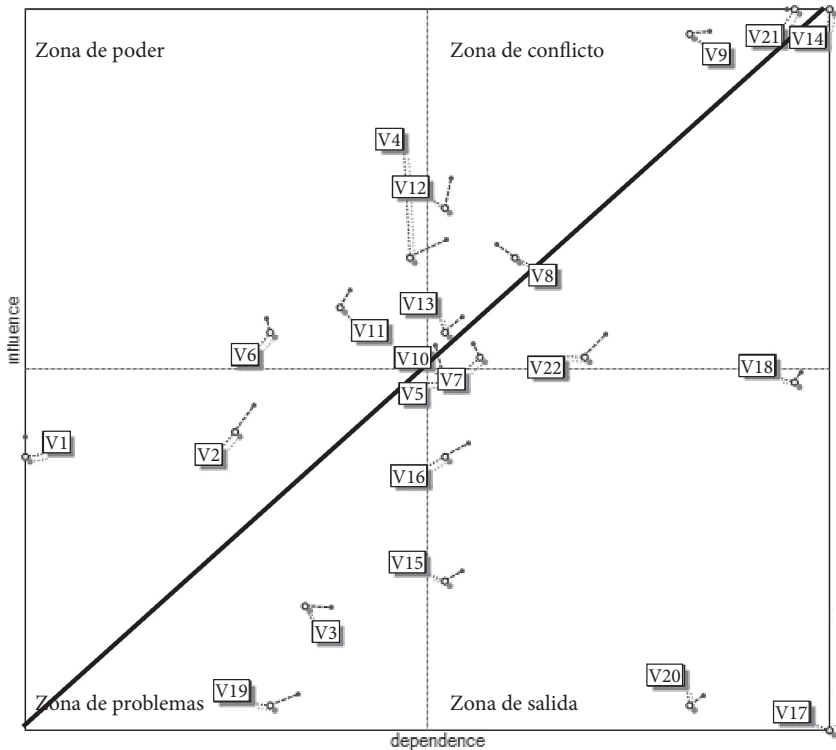 Zona de poder
Zona de conflicto
V21
V14
V9
V4
V12
V8
V13
V11
V6
V10
V7
V22
V18
V5
V1
V2
V16
V15
V3
V19
V20
V17
Zona de problemas
Zona de salida
influence
dependence